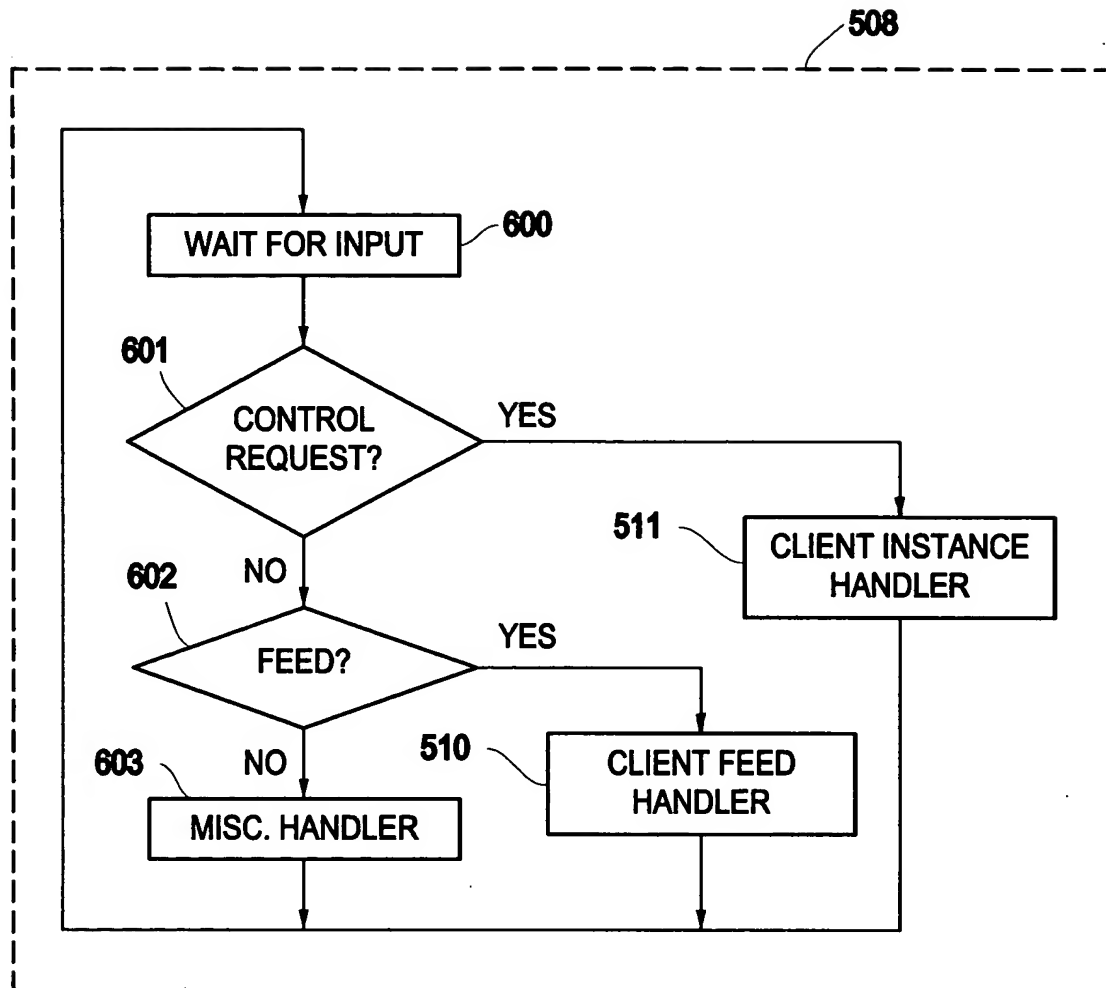 508
WAIT FOR INPUT
600
601
CONTROL
REQUEST?
YES
511
CLIENT INSTANCE
HANDLER
NO
602
FEED?
YES
NO
603
MISC. HANDLER
510
CLIENT FEED
HANDLER